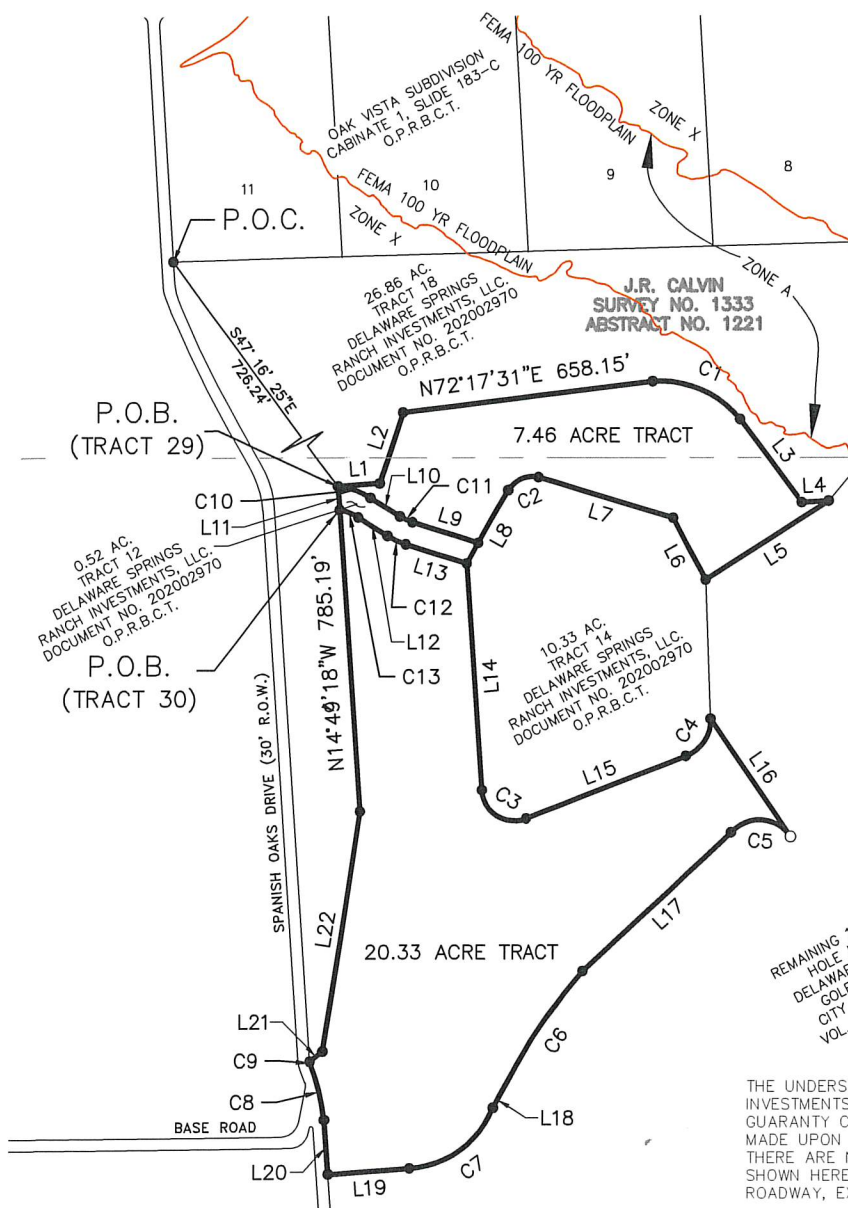 OAK VISTA SUBDIVISION
CABINATE 1, SLIDE 183-C
O.P.R.B.C.T.
FEMA 100 YR FLOODPLAIN
ZONE X
9
8
11
10
P.O.C.
FEMA 100 YR FLOODPLAIN
ZONE X
ZONE A
26.86 AC.
TRACT 18
DELAWARE SPRINGS
RANCH INVESTMENTS, LLC.
DOCUMENT NO. 202002970
O.P.R.B.C.T.
J.R. CALVIN
SURVEY NO. 1333
ABSTRACT NO. 1221
S47° 16' 25"E
726.24'
N72°17'31"E 658.15'
C1
P.O.B.
(TRACT 29)
L2
7.46 ACRE TRACT
L3
L1
L10
C11
C10
L11
L9
L8
C2
L7
L4
L5
L6
0.52 AC.
TRACT 12
DELAWARE SPRINGS
RANCH INVESTMENTS, LLC.
DOCUMENT NO. 202002970
O.P.R.B.C.T.
L13
C12
L12
C13
P.O.B.
(TRACT 30)
N14°49'18"W 785.19'
L14
10.33 AC.
TRACT 14
DELAWARE SPRINGS
RANCH INVESTMENTS, LLC.
DOCUMENT NO. 202002970
O.P.R.B.C.T.
C4
L16
L15
C3
C5
SPANISH OAKS DRIVE (30' R.O.W.)
L22
L17
20.33 ACRE TRACT
REMAINING
HOLE
DELAWAR
GOLF
CITY
VOL.
L21
C9
C6
C8
L18
BASE ROAD
C7
L20
L19
THE UNDERS
INVESTMENTS
GUARANTY C
MADE UPON
THERE ARE N
SHOWN HERE
ROADWAY, E